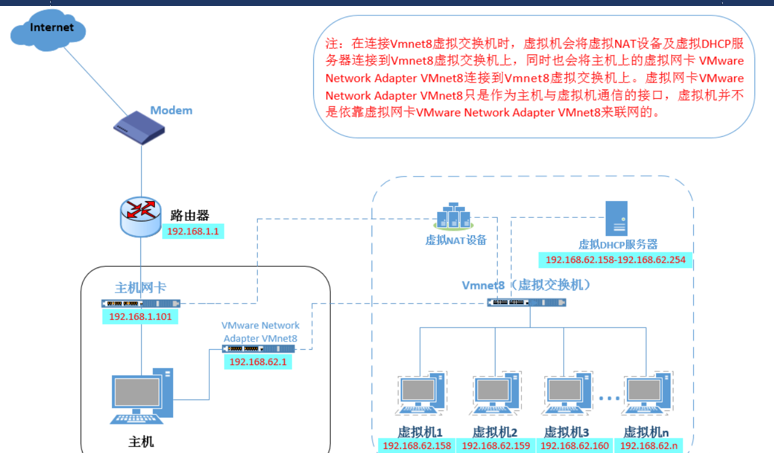 Internet
注：在连接Vmnet8虚拟交换机时，虚拟机会将虚拟NAT设备及虚拟DHCP服
务器连接到Vmnet8虚拟交换机上，同时也会将主机上的虚拟网卡 VMware
Network Adapter VMnet8连接到Vmnet8虚拟交换机上。虚拟网卡VMware
Network Adapter VMnet8只是作为主机与虚拟机通信的接口，虚拟机并不
是依靠虚拟网卡VMware Network Adapter VMnet8来联网的。
Modem
路由器
192.168.1.1
虚拟NAT设备
虚拟DHCP服务器
192.168.62.158-192.168.62.254
主机网卡
192.168.1.101
Vmnet8（虚拟交换机）
VMware Network
Adapter VMnet8
192.168.62.1
主机
虚拟机1
192.168.62.158
虚拟机2
192.168.62.159
虚拟机3
192.168.62.160
虚拟机n
192.168.62.n